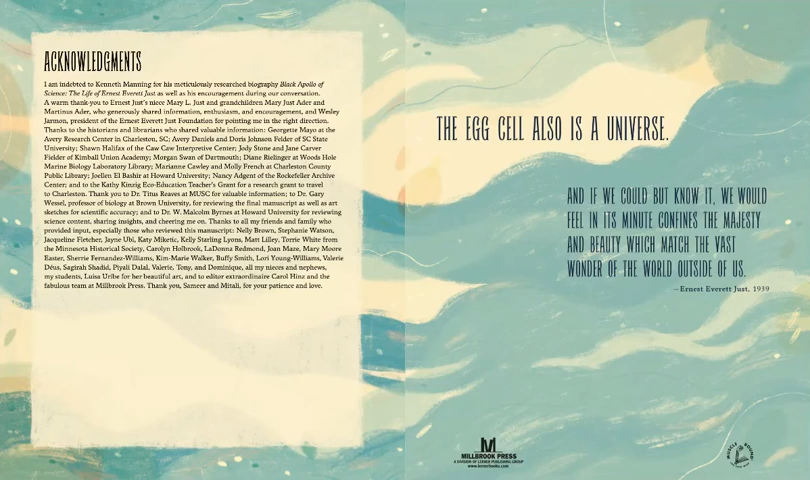 ACKNOWLEDGMENTS
I am indebted to Kenneth Manning for his meticulously researched biography Black Apollo of
Science: The Life of Ernest Everett Just as well as his encouragement during our conversation.
A warm thank-you to Ernest Just's niece Mary L. Just and grandchildren Mary Just Ader and
Martinus Ader, who generously shared information, enthusiasm, and encouragement, and Wesley
Jarmon, president of the Ernest Everett Just Foundation for pointing me in the right direction.
Thanks to the historians and librarians who shared valuable information: Georgette Mayo at the
Avery Research Center in Charleston, SC; Avery Daniels and Doris Johnson Felder of SC State
University; Shawn Halifax of the Caw Caw Interpretive Center; Jody Stone and Jane Carver
Fielder of Kimball Union Academy; Morgan Swan of Dartmouth; Diane Rielinger at Woods Hole
Marine Biology Laboratory Library; Marianne Cawley and Molly French at Charleston County
Public Library; Joellen El Bashir at Howard University; Nancy Adgent of the Rockefeller Archive
Center; and to the Kathy Kinzig Eco-Education Teacher's Grant for a research grant to travel
to Charleston. Thank you to Dr. Titus Reaves at MUSC for valuable information; to Dr. Gary
Wessel, professor of biology at Brown University, for reviewing the final manuscript as well as art
sketches for scientific accuracy; and to Dr. W. Malcolm Byrnes at Howard University for reviewing
science content, sharing insights, and cheering me on. Thanks to all my friends and family who
provided input, especially those who reviewed this manuscript: Nelly Brown, Stephanie Watson,
Jacqueline Fletcher, Jayne Ubl, Katy Miketic, Kelly Starling Lyons, Matt Lilley, Torrie White from
the Minnesota Historical Society, Carolyn Holbrook, LaDonna Redmond, Joan Maze, Mary Moore
Easter, Sherrie Fernandez-Williams, Kim-Marie Walker, Buffy Smith, Lori Young-Williams, Valerie
Déus, Sagirah Shahid, Piyali Dalal, Valerie, Tony, and Dominique, all my nieces and nephews,
my students, Luisa Uribe for her beautiful art, and to editor extraordinaire Carol Hinz and the
fabulous team at Millbrook Press. Thank you, Sameer and Mitali, for your patience and love.
THE EGG CELL ALSO IS A UNIVERSE.
AND IF WE COULD BUT KNOW IT, WE WOULD
FEEL IN ITS MINUTE CONFINES THE MAJESTY
AND BEAUTY WHICH MATCH THE VAST
WONDER OF THE WORLD OUTSIDE OF US.
—Ernest Everett Just, 1939
M
MILLBROOK PRESS
A DIVISION OF LERNER PUBLISHING GROUP
www.lernerbooks.com
MUSCLE BOUND